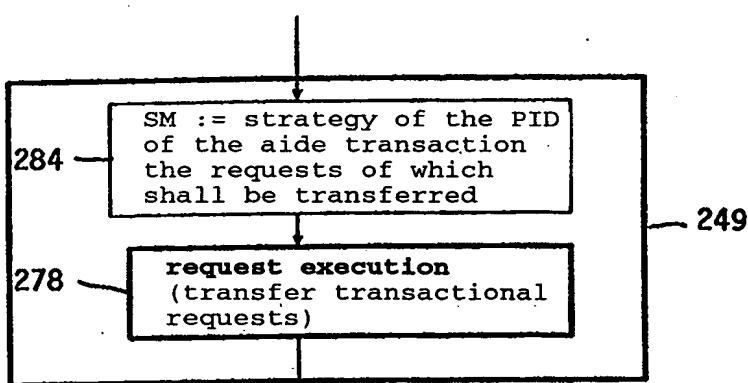 SM := strategy of the PID
of the aide transaction
the requests of which
shall be transferred
284
249
request execution
(transfer transactional
requests)
278